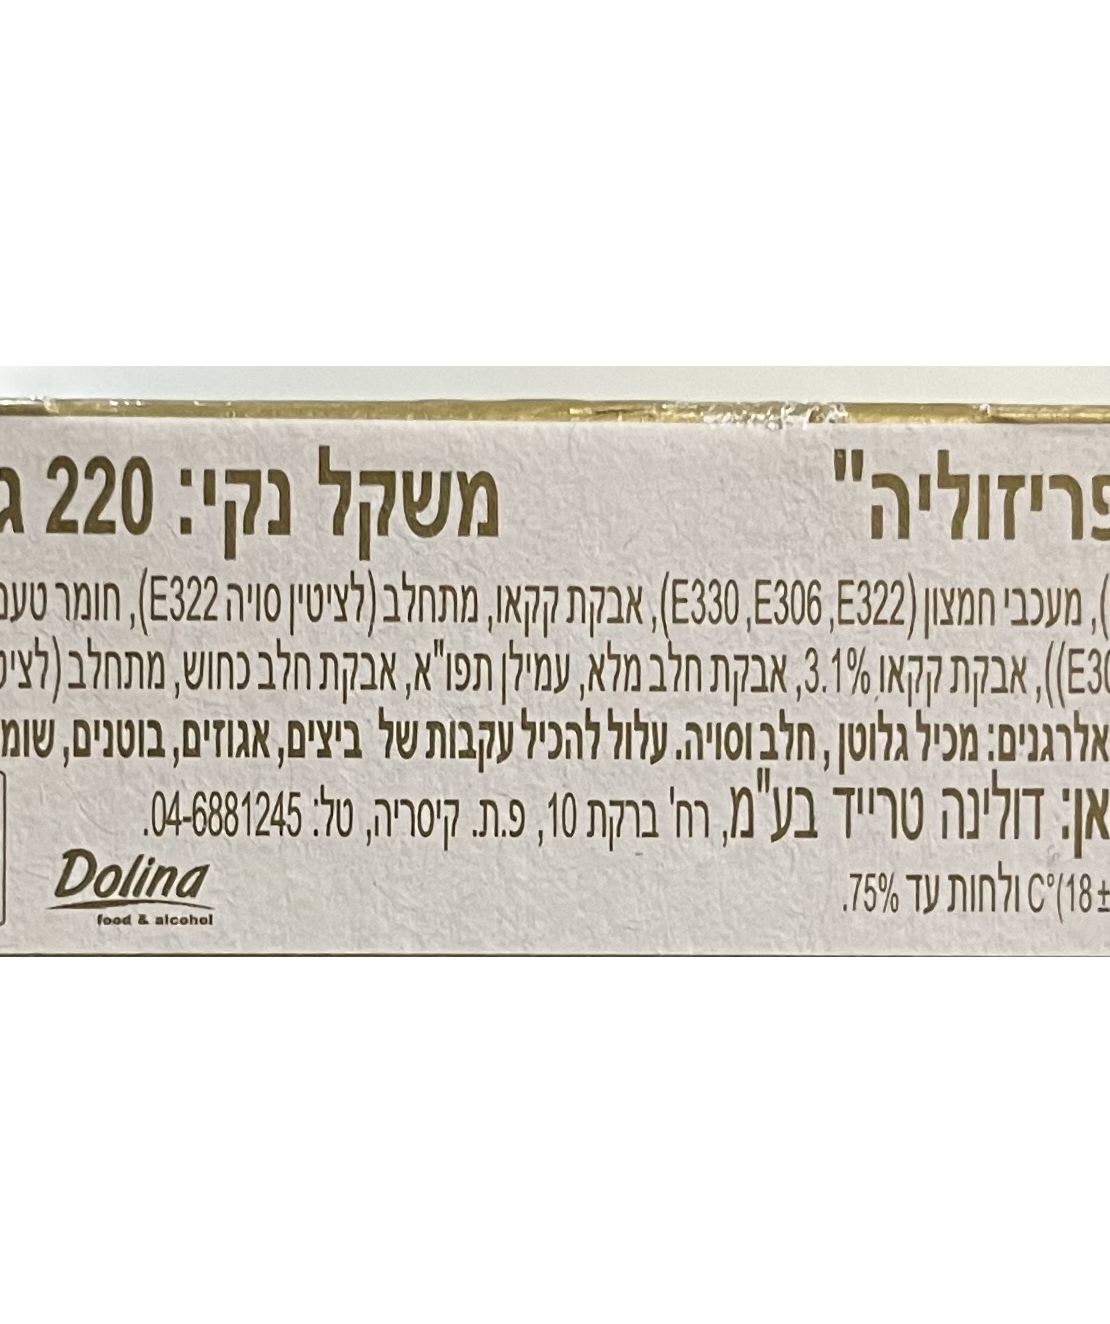 פריזוליה" משקל נקי: 220 ג
), מעכבי חמצון (E330 ,E306 ,E322), אבקת קקאו, מתחלב (לציטין סויה E322), חומר טעם
E30)), אבקת קקאו 3.1%, אבקת חלב מלא, עמילן תפו"א, אבקת חלב כחוש, מתחלב (לציט
אלרגנים: מכיל גלוטן, חלב וסויה. עלול להכיל עקבות של ביצים, אגוזים, בוטנים, שומ
אן: דולינה טרייד בע"מ, רח' ברקת 10, פ.ת. קיסריה, טל: 04-6881245.
18±)°C ולחות עד 75%.
Dolina
food & alcohol